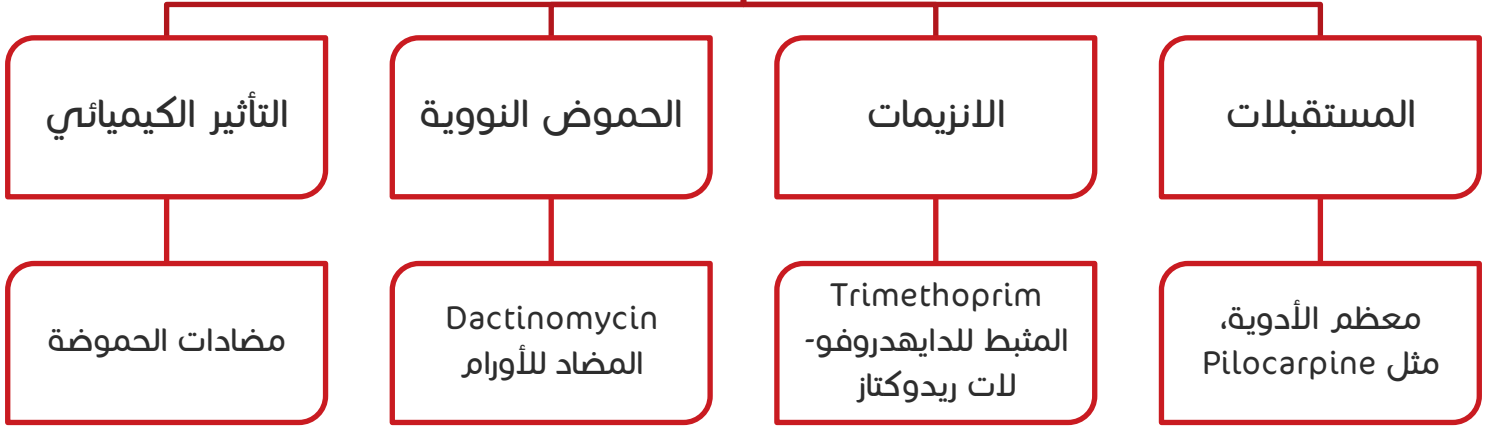 المستقبلات
الانزيمات
الحموض النووية
التأثير الكيميائي
معظم الأدوية،
مثل Pilocarpine
Trimethoprim
المثبط للدايهدروفو-
لات ريدوكتاز
Dactinomycin
المضاد للأورام
مضادات الحموضة